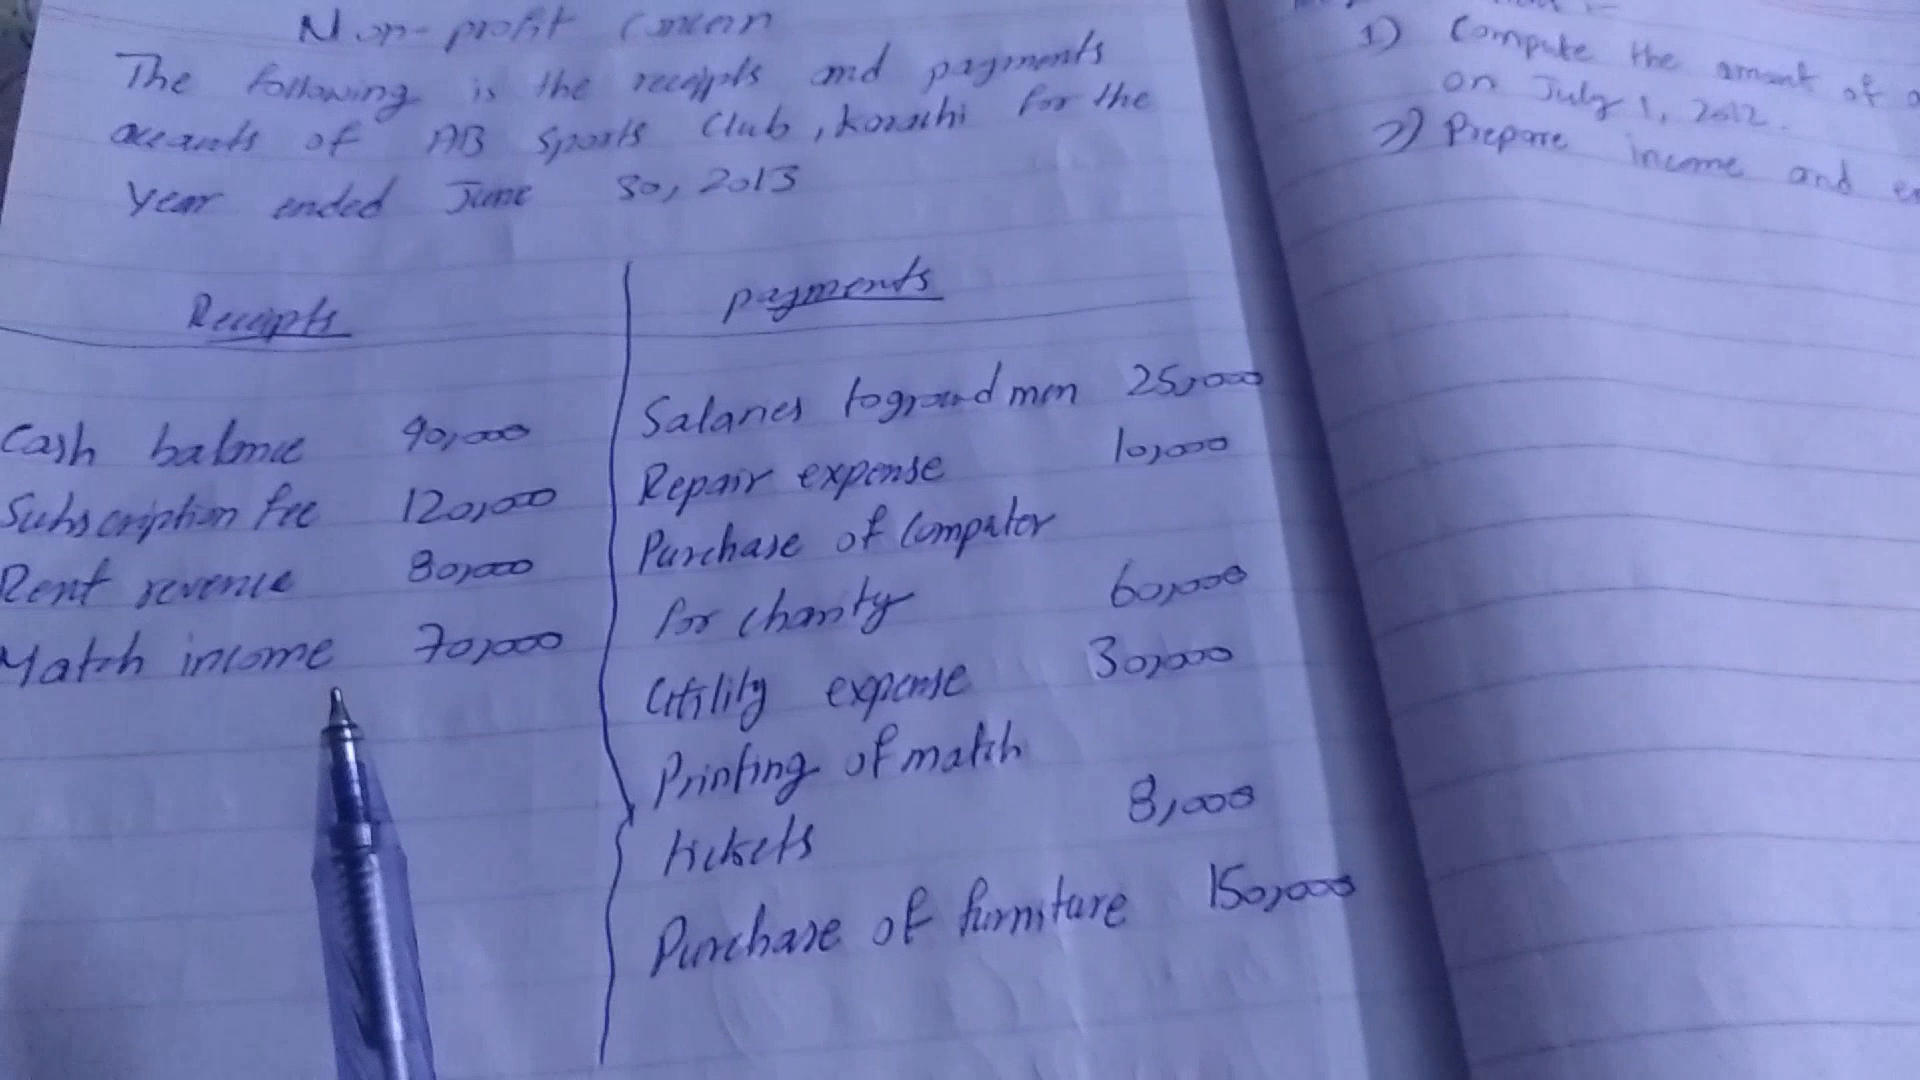 Non-profit Concern
The following is the receipts and payments
accounts of AB Sports Club, Karachi for the
Year ended June 30, 2013
Receipts
Cash balance 90,000
Subscription fee 120,000
Rent revenue 80,000
Match income 70,000
payments
Salaries to ground men 25,000
Repair expense 10,000
Purchase of Computer
for charity 60,000
Utility expense 30,000
Printing of match
tickets 8,000
Purchase of furniture 150,000
1) Compute the amount of
on July 1, 2012.
2) Prepare income and